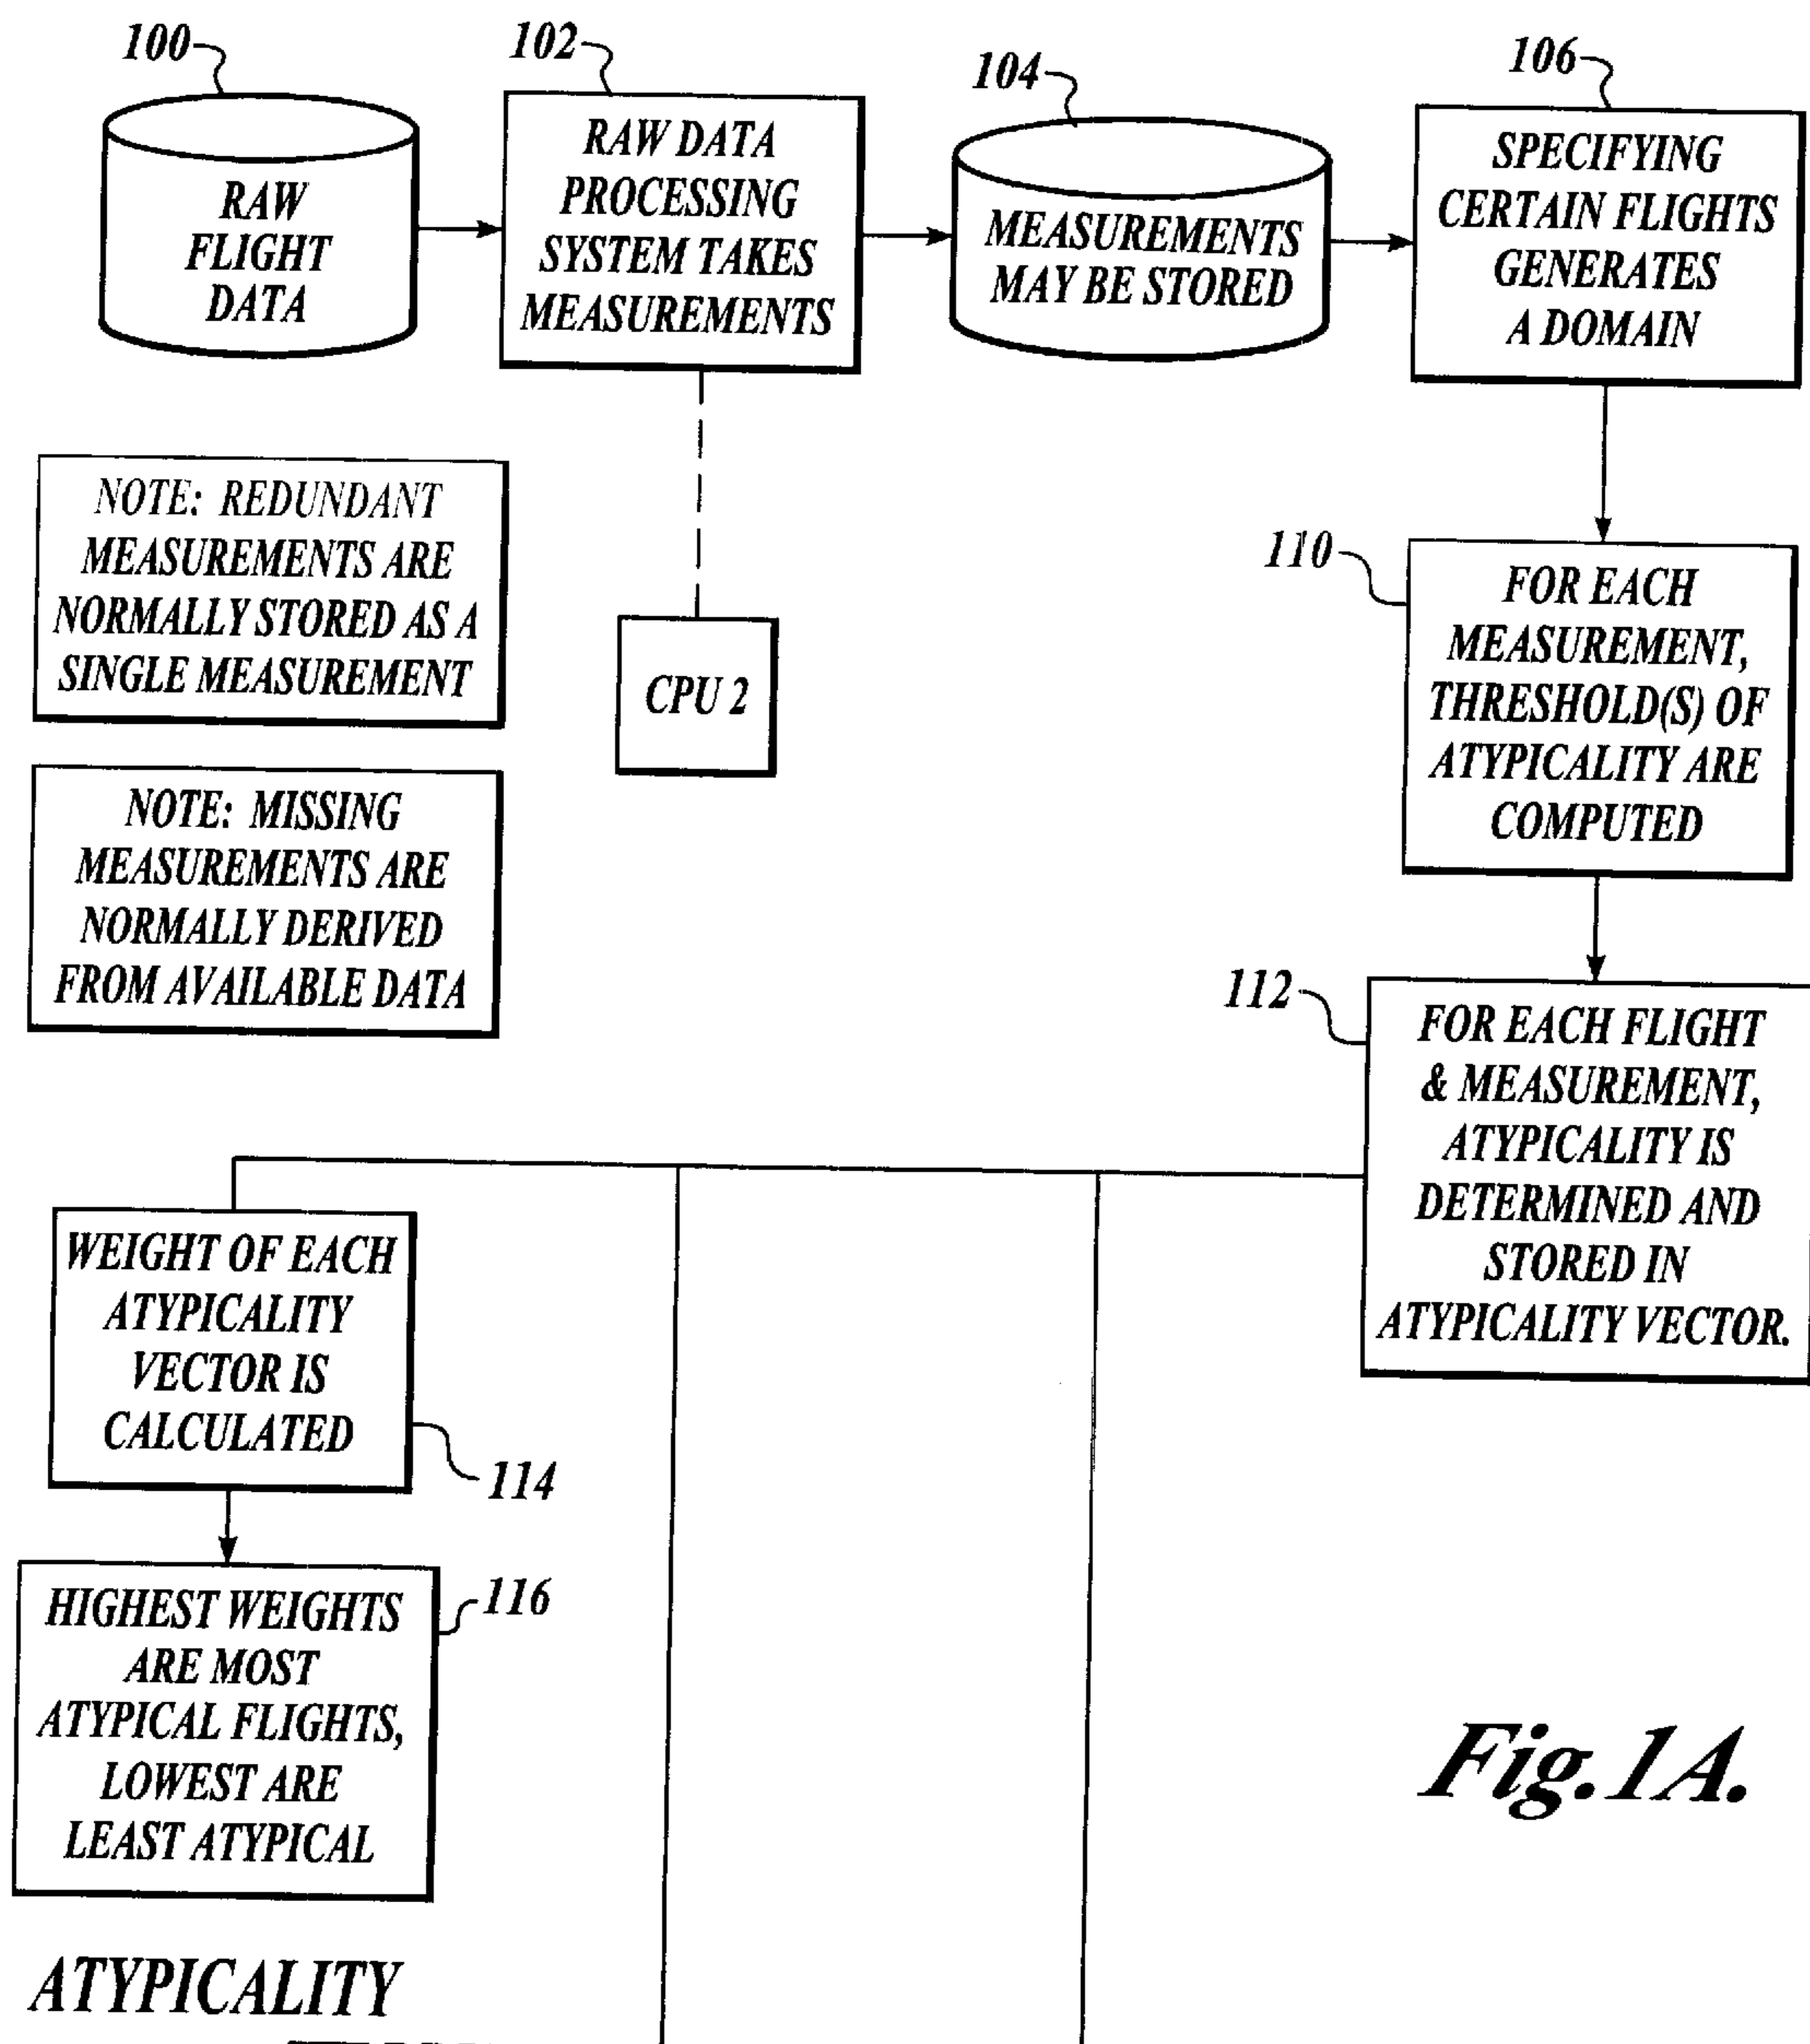 100
102
104
106
RAW
FLIGHT
DATA
RAW DATA
PROCESSING
SYSTEM TAKES
MEASUREMENTS
MEASUREMENTS
MAY BE STORED
SPECIFYING
CERTAIN FLIGHTS
GENERATES
A DOMAIN
NOTE: REDUNDANT
MEASUREMENTS ARE
NORMALLY STORED AS A
SINGLE MEASUREMENT
CPU 2
110
FOR EACH
MEASUREMENT,
THRESHOLD(S) OF
ATYPICALITY ARE
COMPUTED
NOTE: MISSING
MEASUREMENTS ARE
NORMALLY DERIVED
FROM AVAILABLE DATA
112
FOR EACH FLIGHT
& MEASUREMENT,
ATYPICALITY IS
DETERMINED AND
STORED IN
ATYPICALITY VECTOR.
WEIGHT OF EACH
ATYPICALITY
VECTOR IS
CALCULATED
114
HIGHEST WEIGHTS
ARE MOST
ATYPICAL FLIGHTS,
LOWEST ARE
LEAST ATYPICAL
116
Fig.1A.
ATYPICALITY